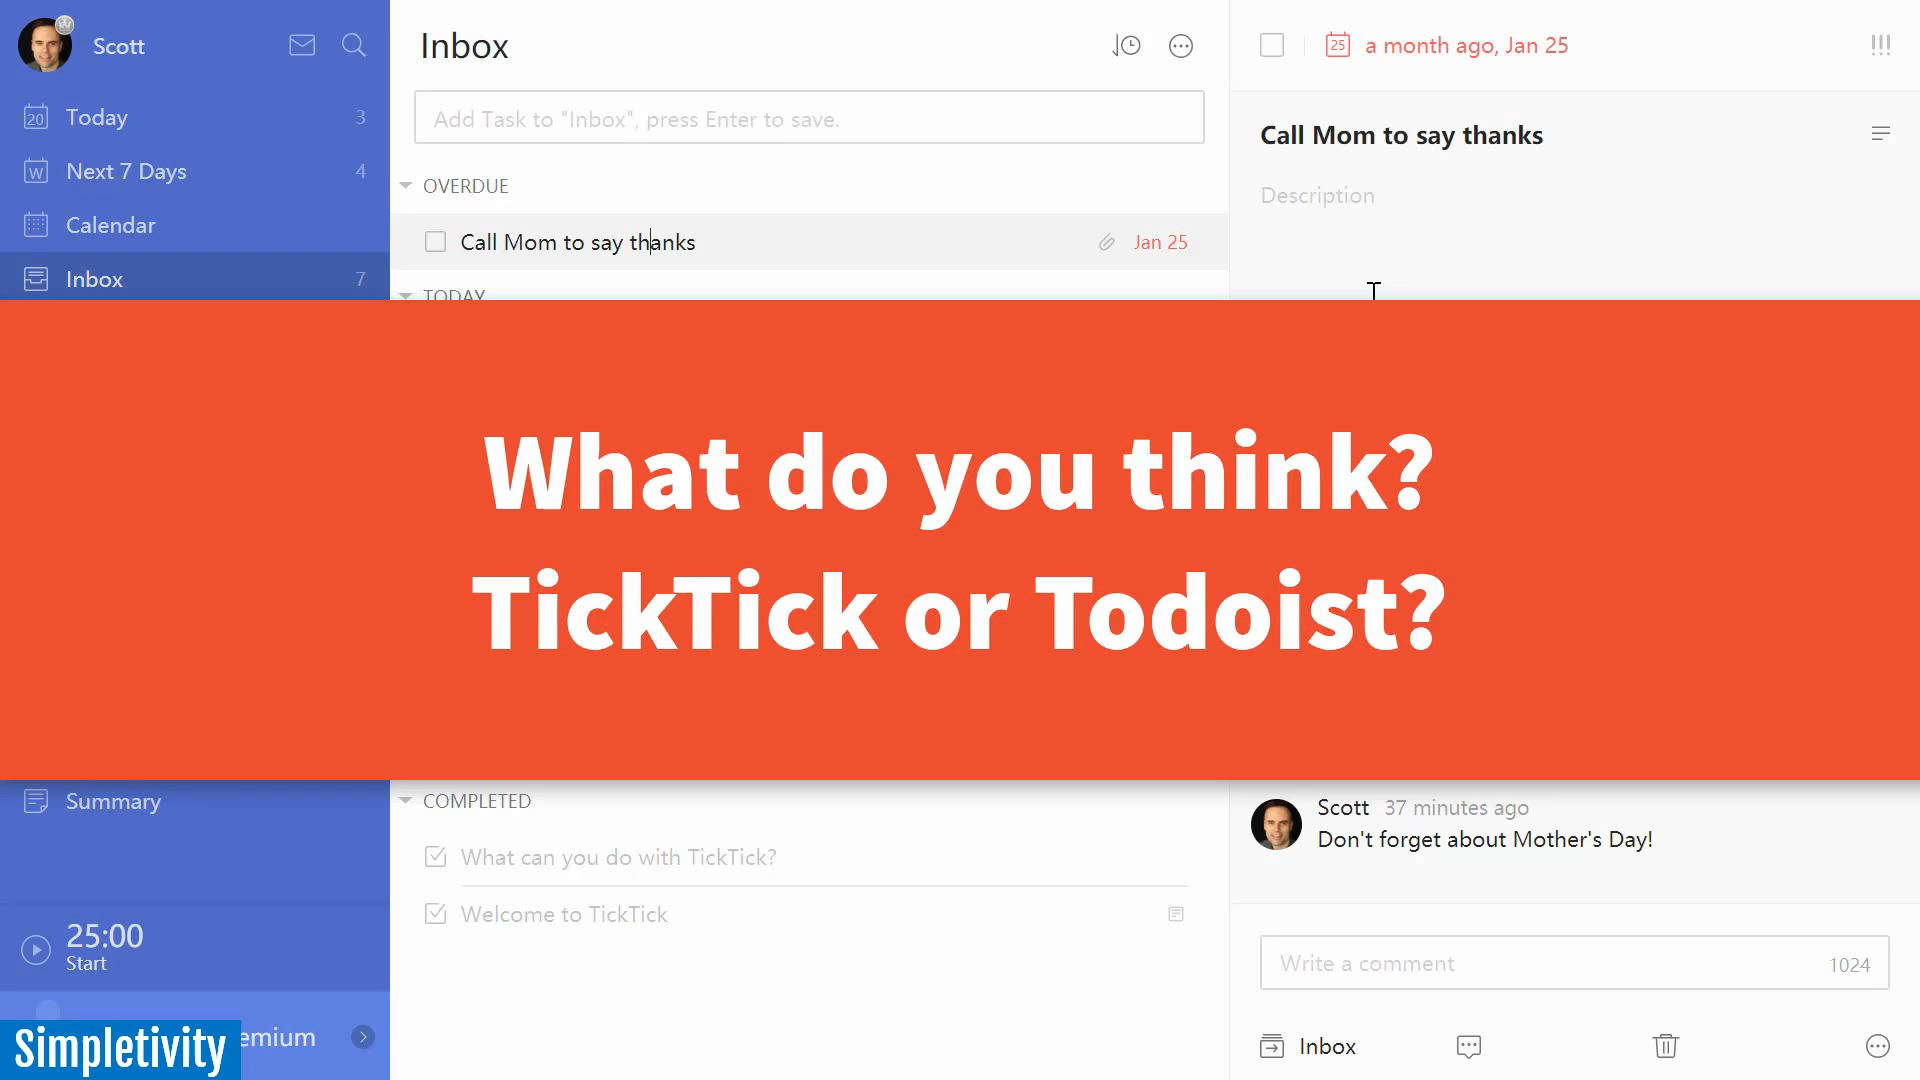 Scott
Today 3
Next 7 Days 4
Calendar
Inbox 7
Summary
25:00
Start
emium
Simpletivity
Inbox
Add Task to "Inbox", press Enter to save.
OVERDUE
Call Mom to say thanks Jan 25
TODAY
What do you think?
TickTick or Todoist?
COMPLETED
What can you do with TickTick?
Welcome to TickTick
25 a month ago, Jan 25
Call Mom to say thanks
Description
Scott 37 minutes ago
Don't forget about Mother's Day!
Write a comment 1024
Inbox